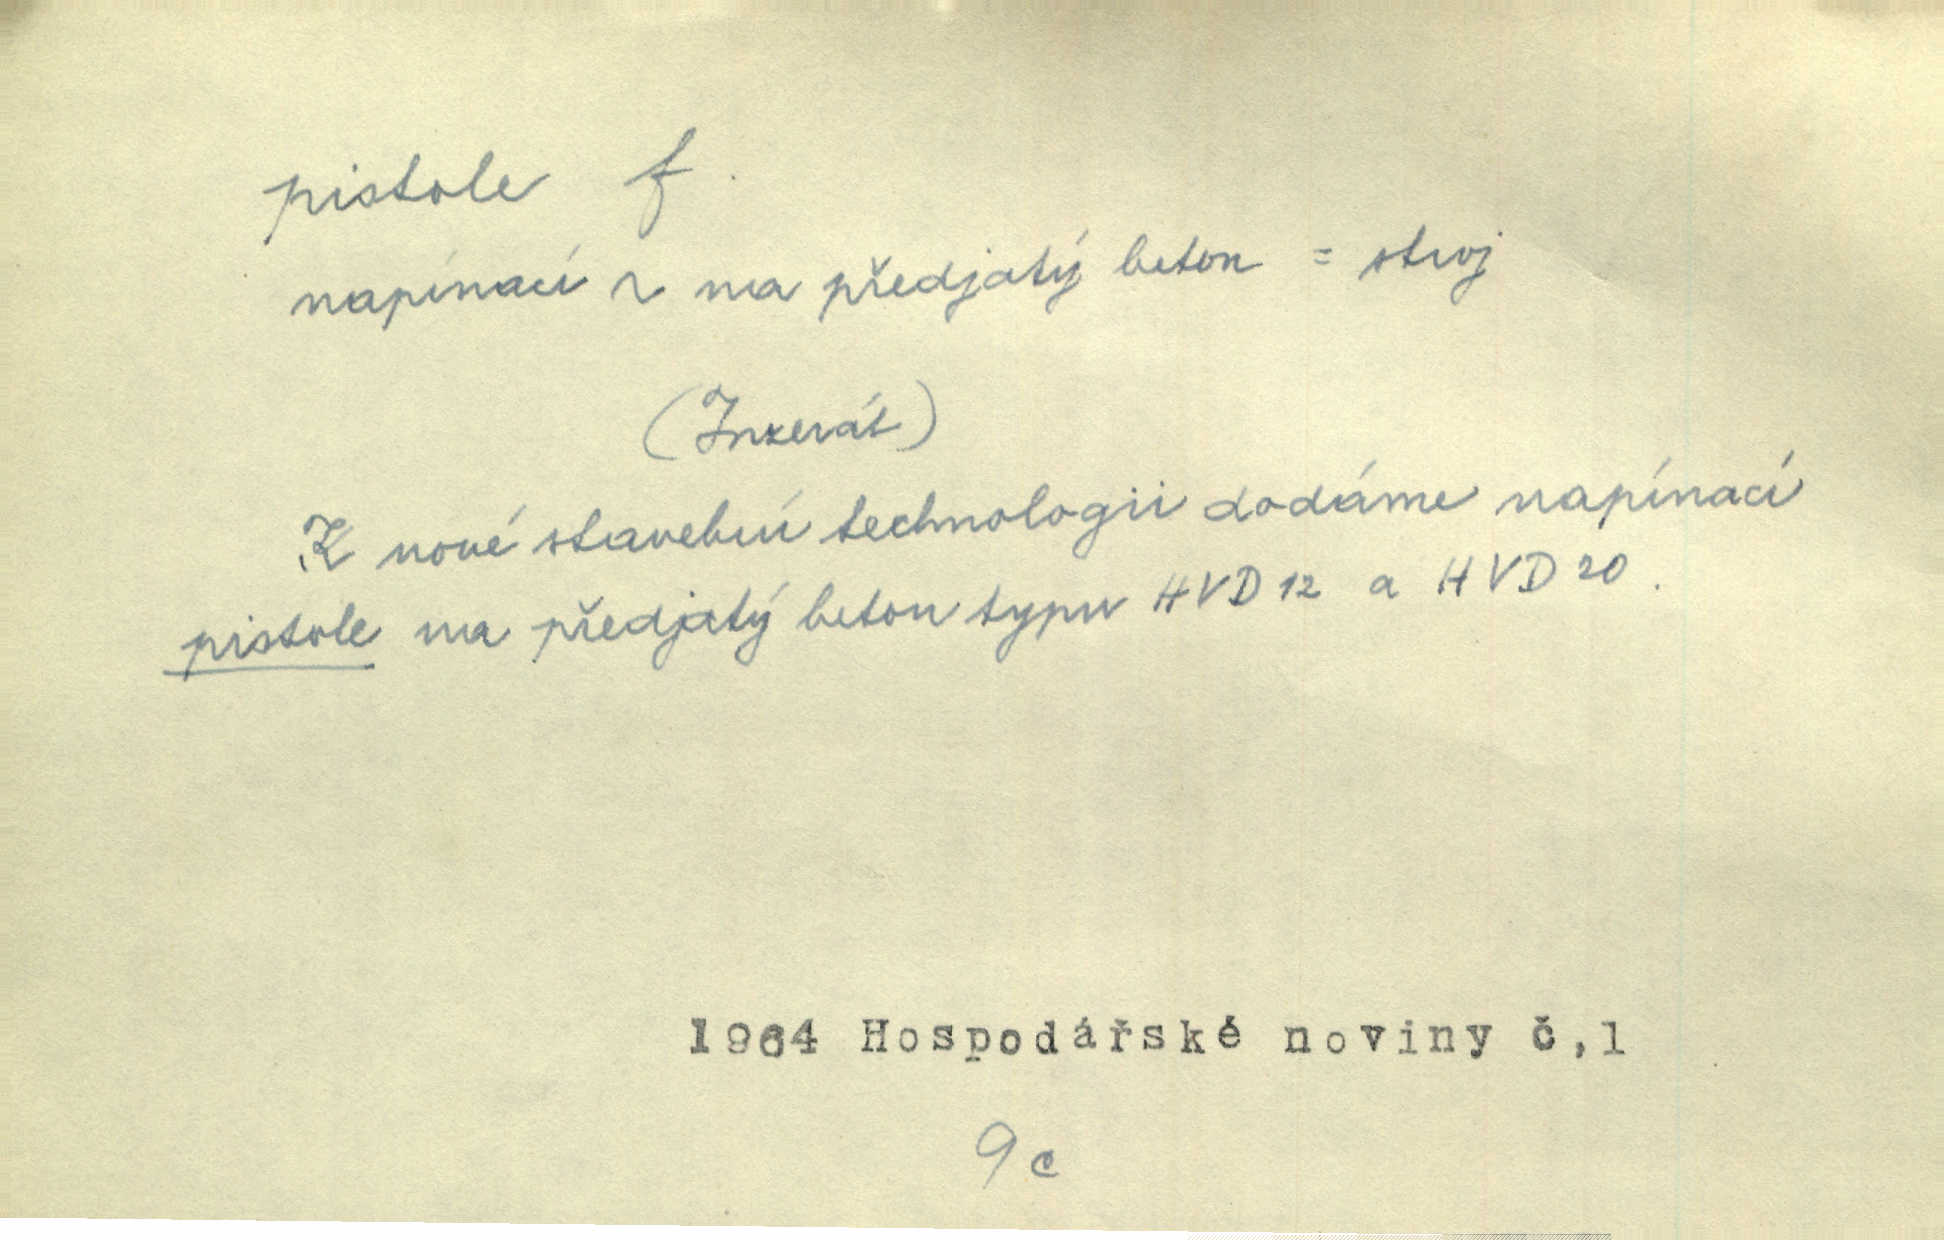 pistole f.
napínací ~ na předjatý beton = stroj
(Inzerát)
K nové stavební technologii dodáme napínací
pistole na předjatý beton typu HVD 12 a HVD 20.
1964 Hospodářské noviny č,1
9c